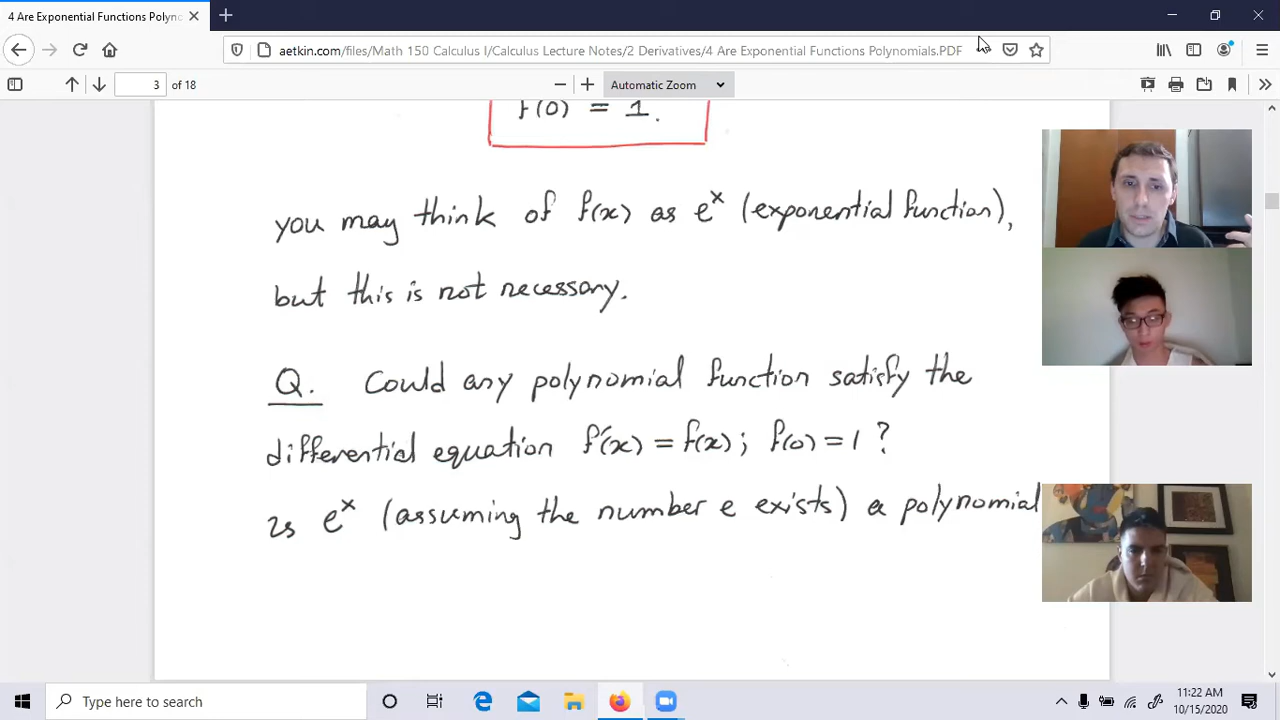 4 Are Exponential Functions Polync
aetkin.com/files/Math 150 Calculus I/Calculus Lecture Notes/2 Derivatives/4 Are Exponential Functions Polynomials.PDF
3 of 18
Automatic Zoom
f(0) = 1.
you may think of f(x) as e^x (exponential function),
but this is not necessary.
Q. Could any polynomial function satisfy the
differential equation f'(x) = f(x); f(0) = 1 ?
is e^x (assuming the number e exists) a polynomial
Type here to search
11:22 AM
10/15/2020